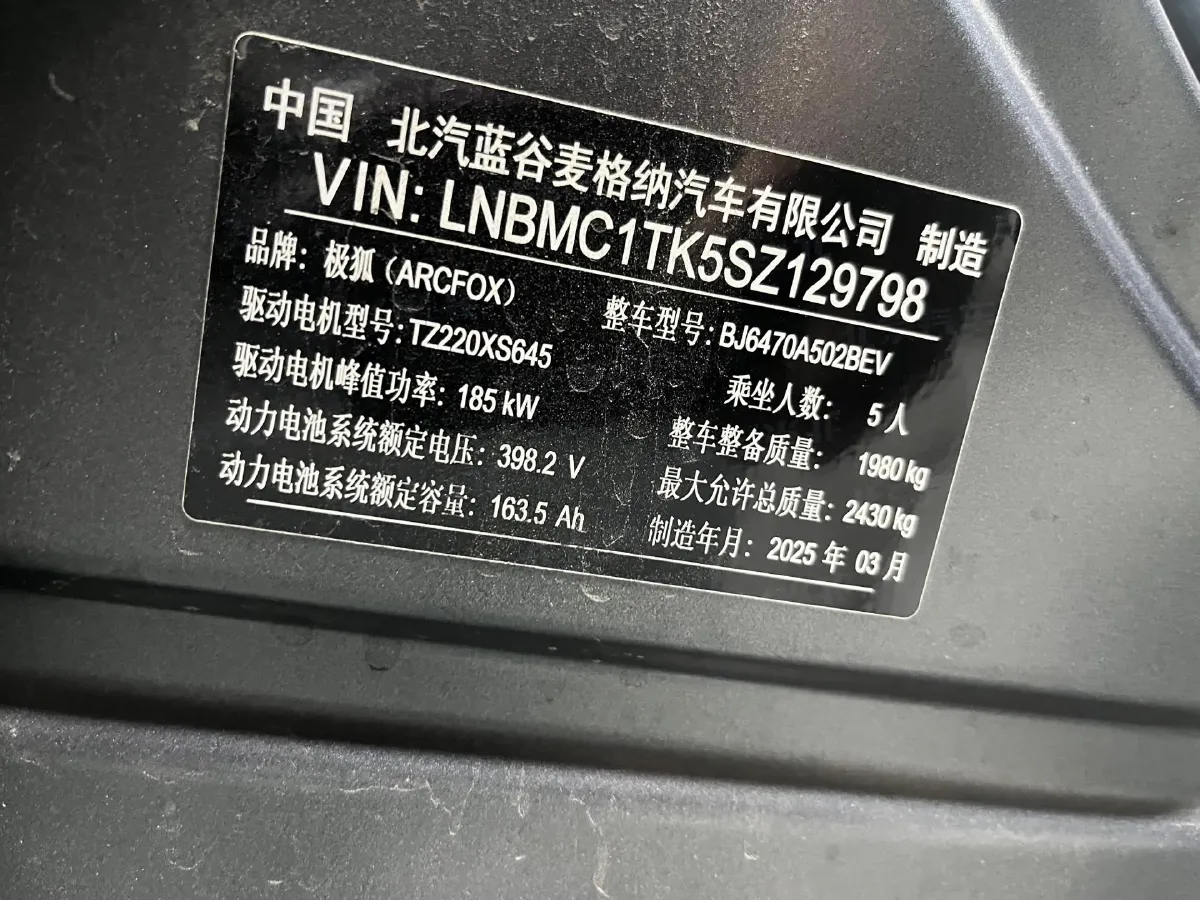 中国 北汽蓝谷麦格纳汽车有限公司 制造
VIN: LNBMC1TK5SZ129798
品牌: 极狐（ARCFOX） 整车型号: BJ6470A502BEV
驱动电机型号: TZ220XS645 乘坐人数: 5 人
驱动电机峰值功率: 185 kW 整车整备质量: 1980 kg
动力电池系统额定电压: 398.2 V 最大允许总质量: 2430 kg
动力电池系统额定容量: 163.5 Ah 制造年月: 2025 年 03 月